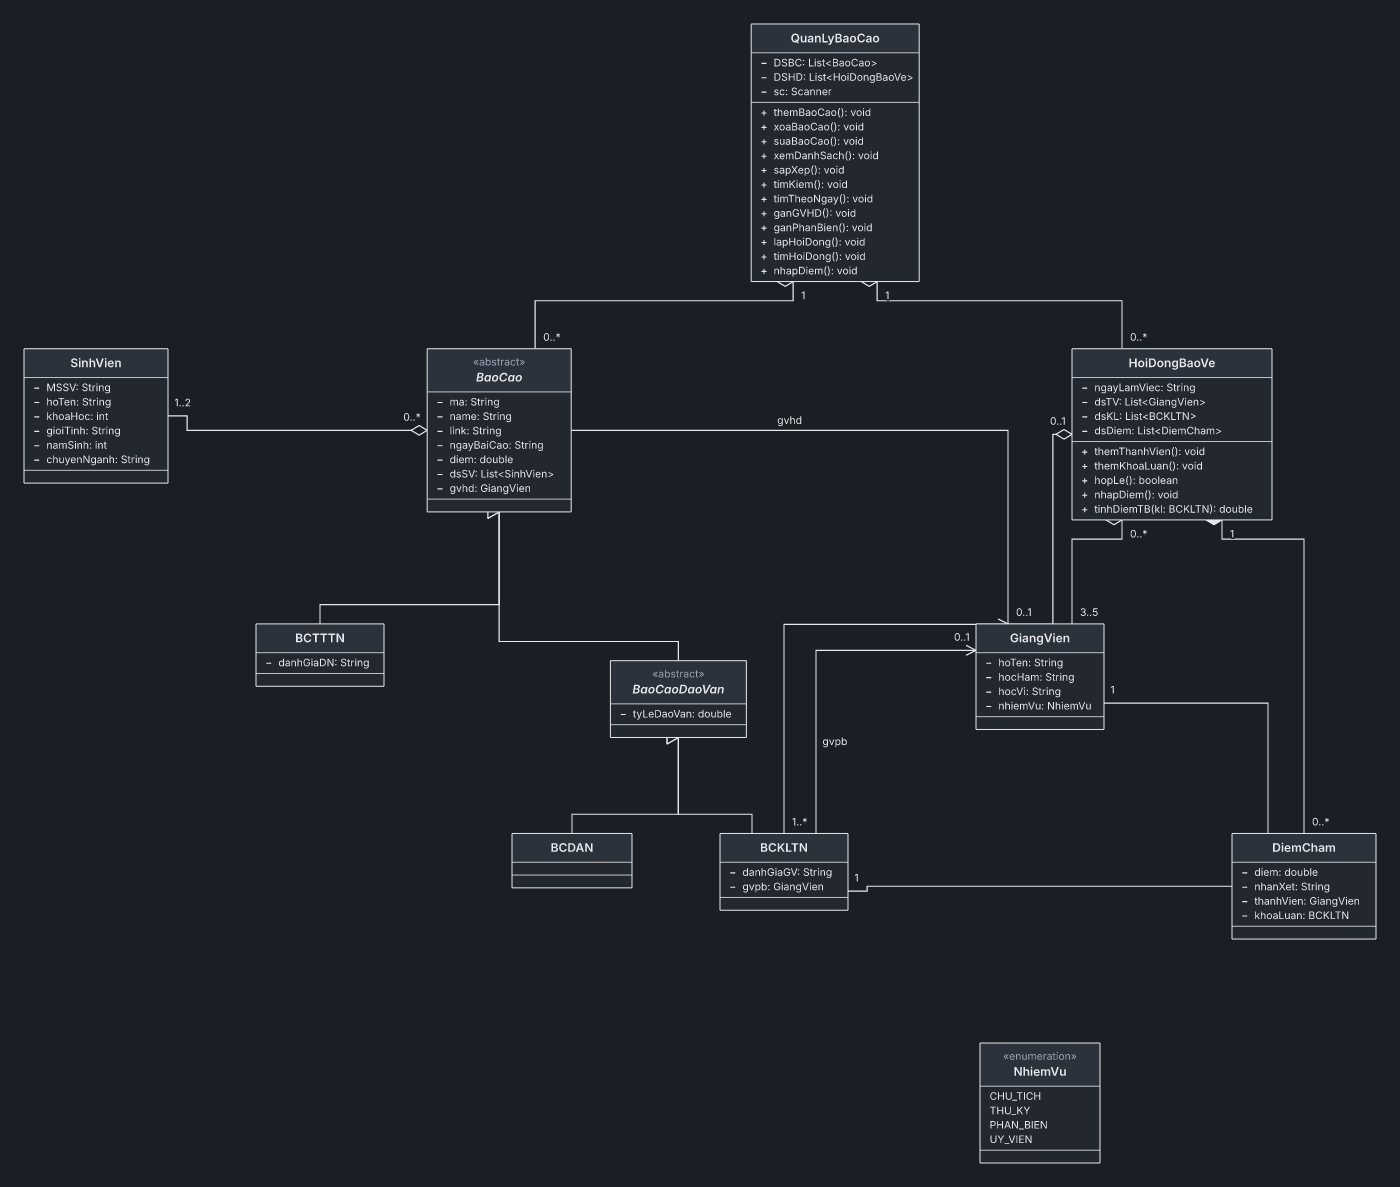 QuanLyBaoCao
− DSBC: List<BaoCao>
− DSHD: List<HoiDongBaoVe>
− sc: Scanner
+ themBaoCao(): void
+ xoaBaoCao(): void
+ suaBaoCao(): void
+ xemDanhSach(): void
+ sapXep(): void
+ timKiem(): void
+ timTheoNgay(): void
+ ganGVHD(): void
+ ganPhanBien(): void
+ lapHoiDong(): void
+ timHoiDong(): void
+ nhapDiem(): void
1
1
0..*
0..*
SinhVien
− MSSV: String
− hoTen: String
− khoaHoc: int
− gioiTinh: String
− namSinh: int
− chuyenNganh: String
1..2
0..*
«abstract»
BaoCao
− ma: String
− name: String
− link: String
− ngayBaiCao: String
− diem: double
− dsSV: List<SinhVien>
− gvhd: GiangVien
gvhd
HoiDongBaoVe
− ngayLamViec: String
− dsTV: List<GiangVien>
− dsKL: List<BCKLTN>
− dsDiem: List<DiemCham>
+ themThanhVien(): void
+ themKhoaLuan(): void
+ hopLe(): boolean
+ nhapDiem(): void
+ tinhDiemTB(kl: BCKLTN): double
0..1
0..*
1
0..1
3..5
BCTTTN
− danhGiaDN: String
«abstract»
BaoCaoDaoVan
− tyLeDaoVan: double
0..1
GiangVien
− hoTen: String
− hocHam: String
− hocVi: String
− nhiemVu: NhiemVu
1
gvpb
1..*
0..*
BCDAN
BCKLTN
− danhGiaGV: String
− gvpb: GiangVien
1
DiemCham
− diem: double
− nhanXet: String
− thanhVien: GiangVien
− khoaLuan: BCKLTN
«enumeration»
NhiemVu
CHU_TICH
THU_KY
PHAN_BIEN
UY_VIEN